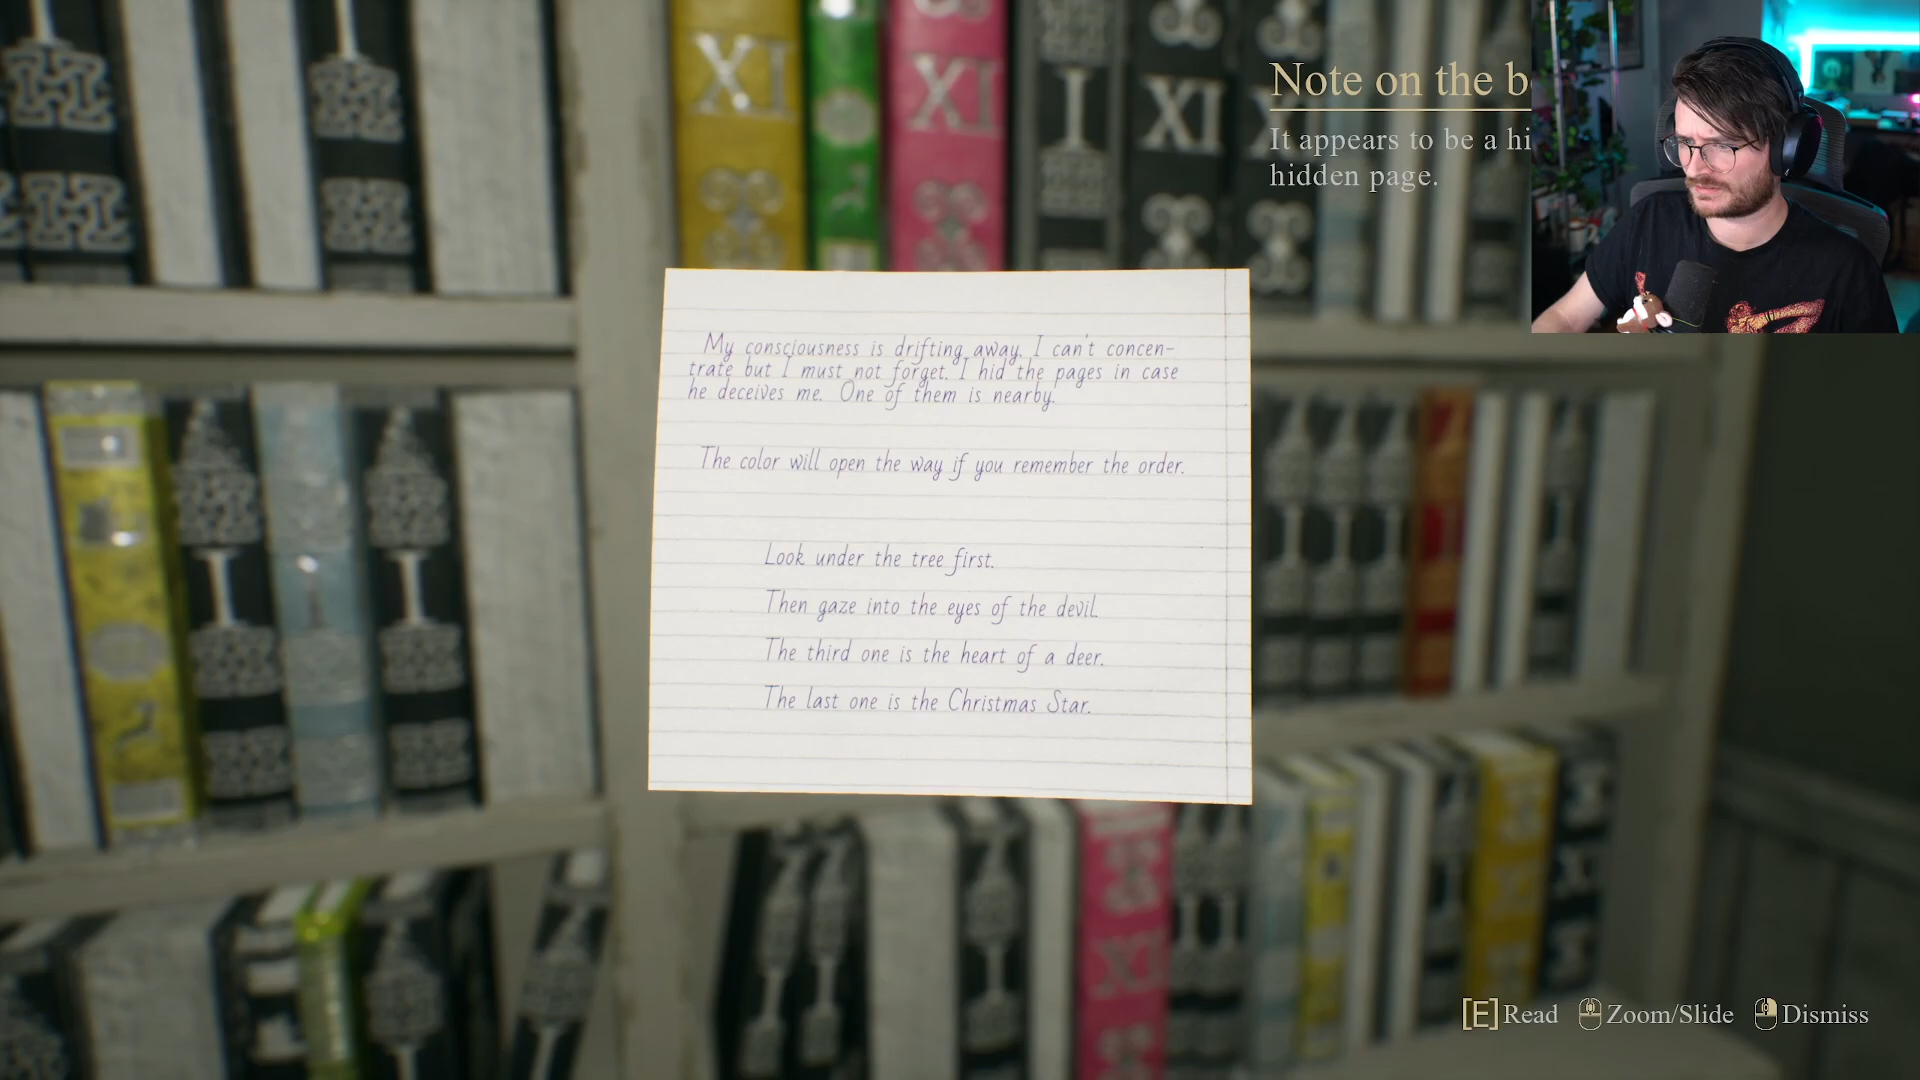 XI
XI
I
XI
Note on the b
It appears to be a hi
hidden page.
My consciousness is drifting away. I can't concen-
trate but I must not forget. I hid the pages in case
he deceives me. One of them is nearby.
The color will open the way if you remember the order.
Look under the tree first.
Then gaze into the eyes of the devil.
The third one is the heart of a deer.
The last one is the Christmas Star.
XI
[E] Read Zoom/Slide Dismiss